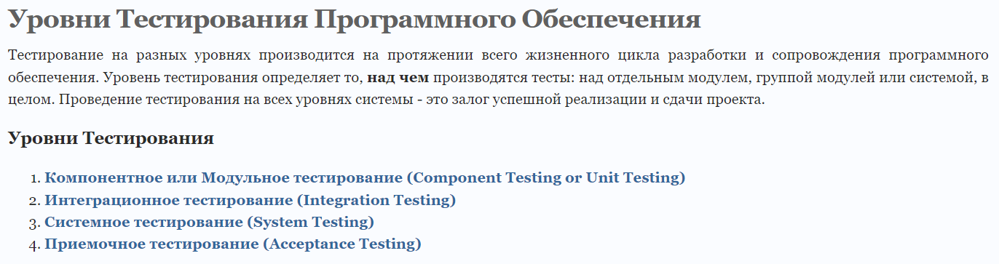 Уровни Тестирования Программного Обеспечения
Тестирование на разных уровнях производится на протяжении всего жизненного цикла разработки и сопровождения программного
обеспечения. Уровень тестирования определяет то, над чем производятся тесты: над отдельным модулем, группой модулей или системой, в
целом. Проведение тестирования на всех уровнях системы - это залог успешной реализации и сдачи проекта.
Уровни Тестирования
1. Компонентное или Модульное тестирование (Component Testing or Unit Testing)
2. Интеграционное тестирование (Integration Testing)
3. Системное тестирование (System Testing)
4. Приемочное тестирование (Acceptance Testing)